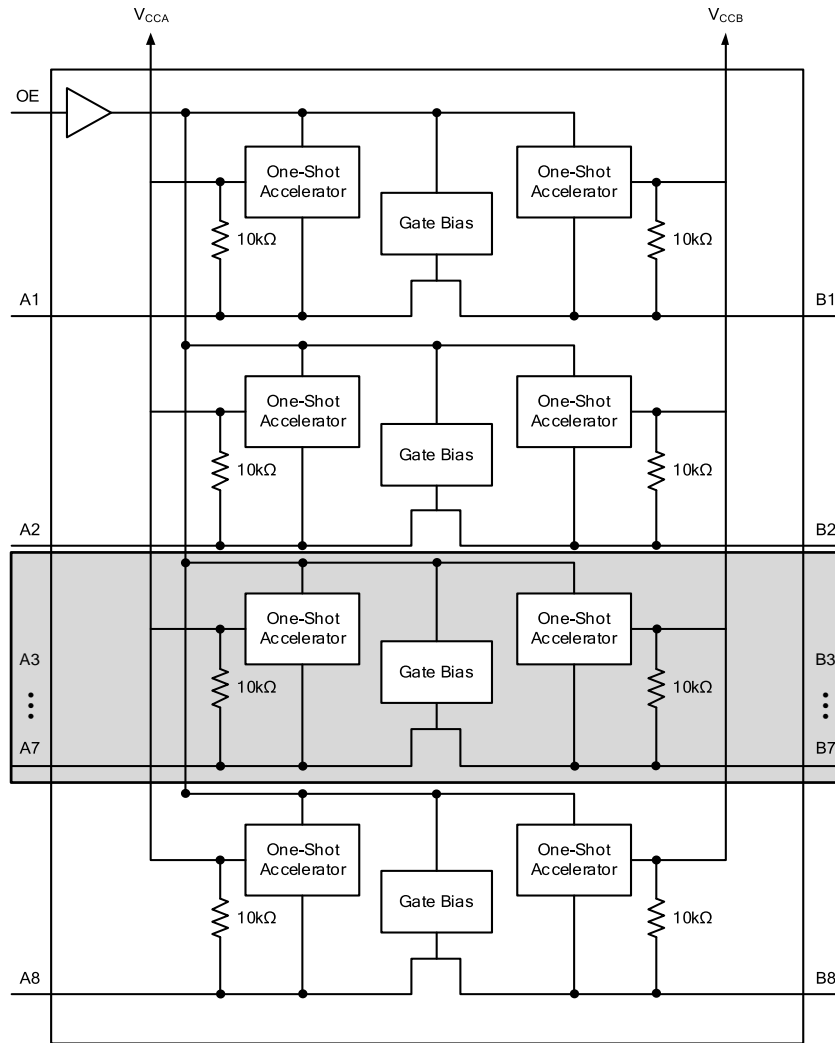 VCCA VCCB
OE
One-Shot
Accelerator
One-Shot
Accelerator
Gate Bias
10kΩ
10kΩ
A1
B1
One-Shot
Accelerator
One-Shot
Accelerator
Gate Bias
10kΩ
10kΩ
A2
B2
One-Shot
Accelerator
One-Shot
Accelerator
A3
B3
Gate Bias
10kΩ
10kΩ
A7
B7
One-Shot
Accelerator
One-Shot
Accelerator
Gate Bias
10kΩ
10kΩ
A8
B8